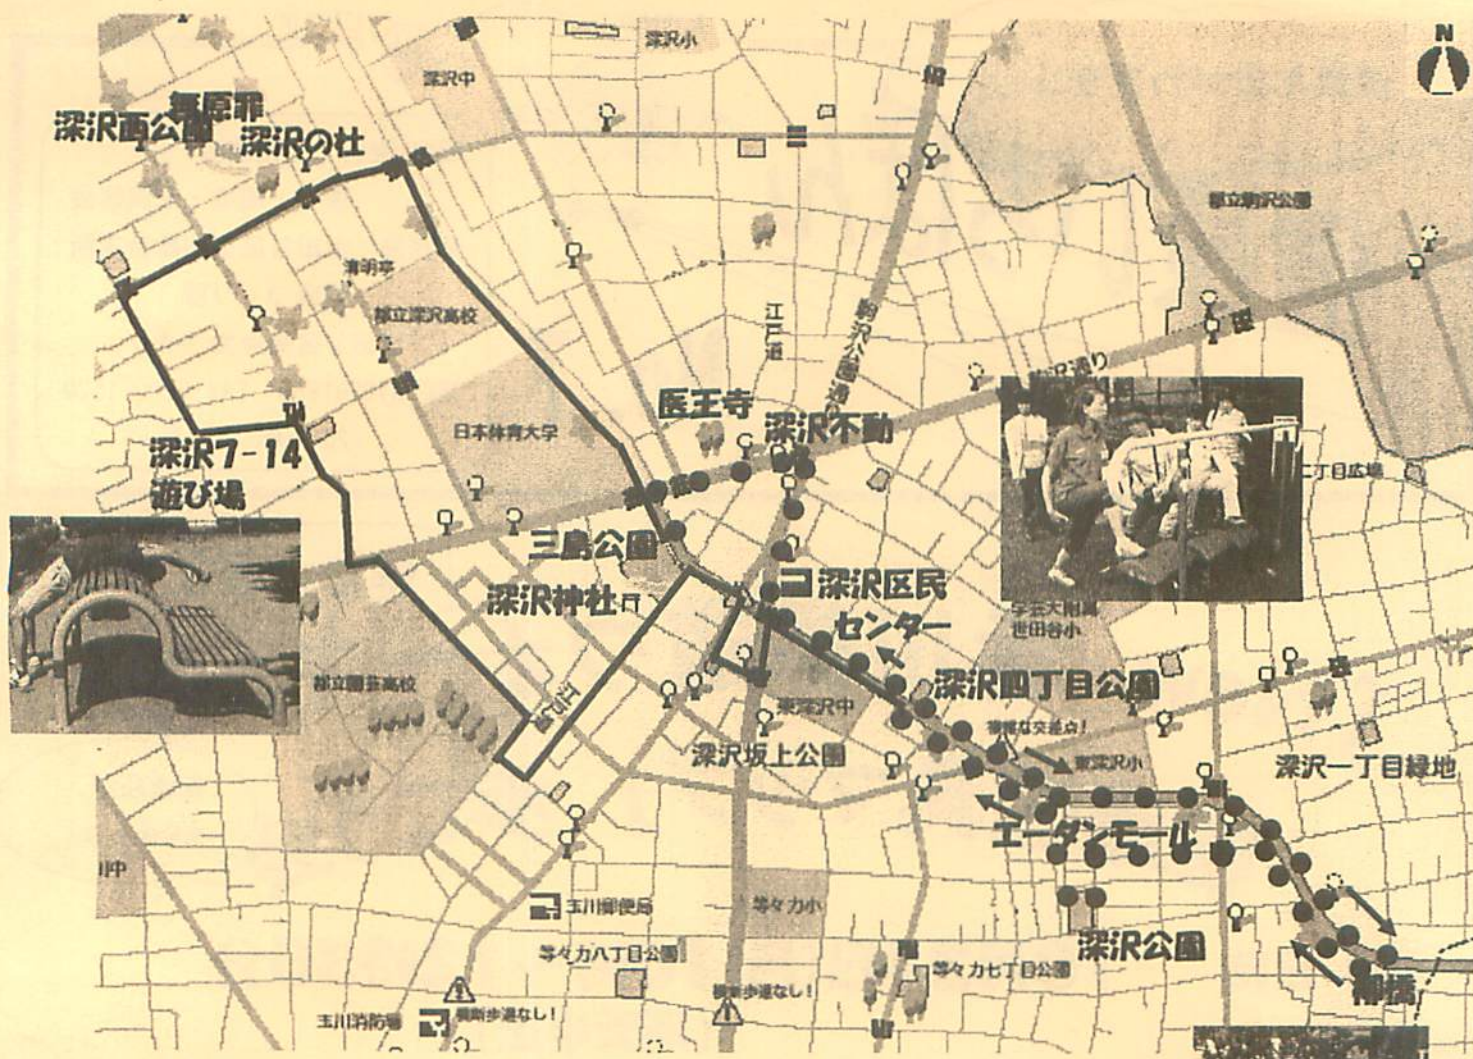 N
深沢小
深沢中
無原罪
深沢西公園
深沢の杜
都立駒沢公園
清明亭
都立深沢高校
江戸道
駒沢公園通り
医王寺
深沢不動
日本体育大学
深沢7-14
遊び場
二丁目広場
三島公園
深沢神社
コ深沢区民
センター
学芸大附属
世田谷小
都立園芸高校
江戸道
深沢四丁目公園
東深沢中
複雑な交差点!
深沢坂上公園
東深沢小
深沢一丁目緑地
エーダンモール
川中
玉川郵便局
等々力小
深沢公園
等々力八丁目公園
等々力七丁目公園
横断歩道なし!
玉川消防署
横断歩道なし!
柳橋